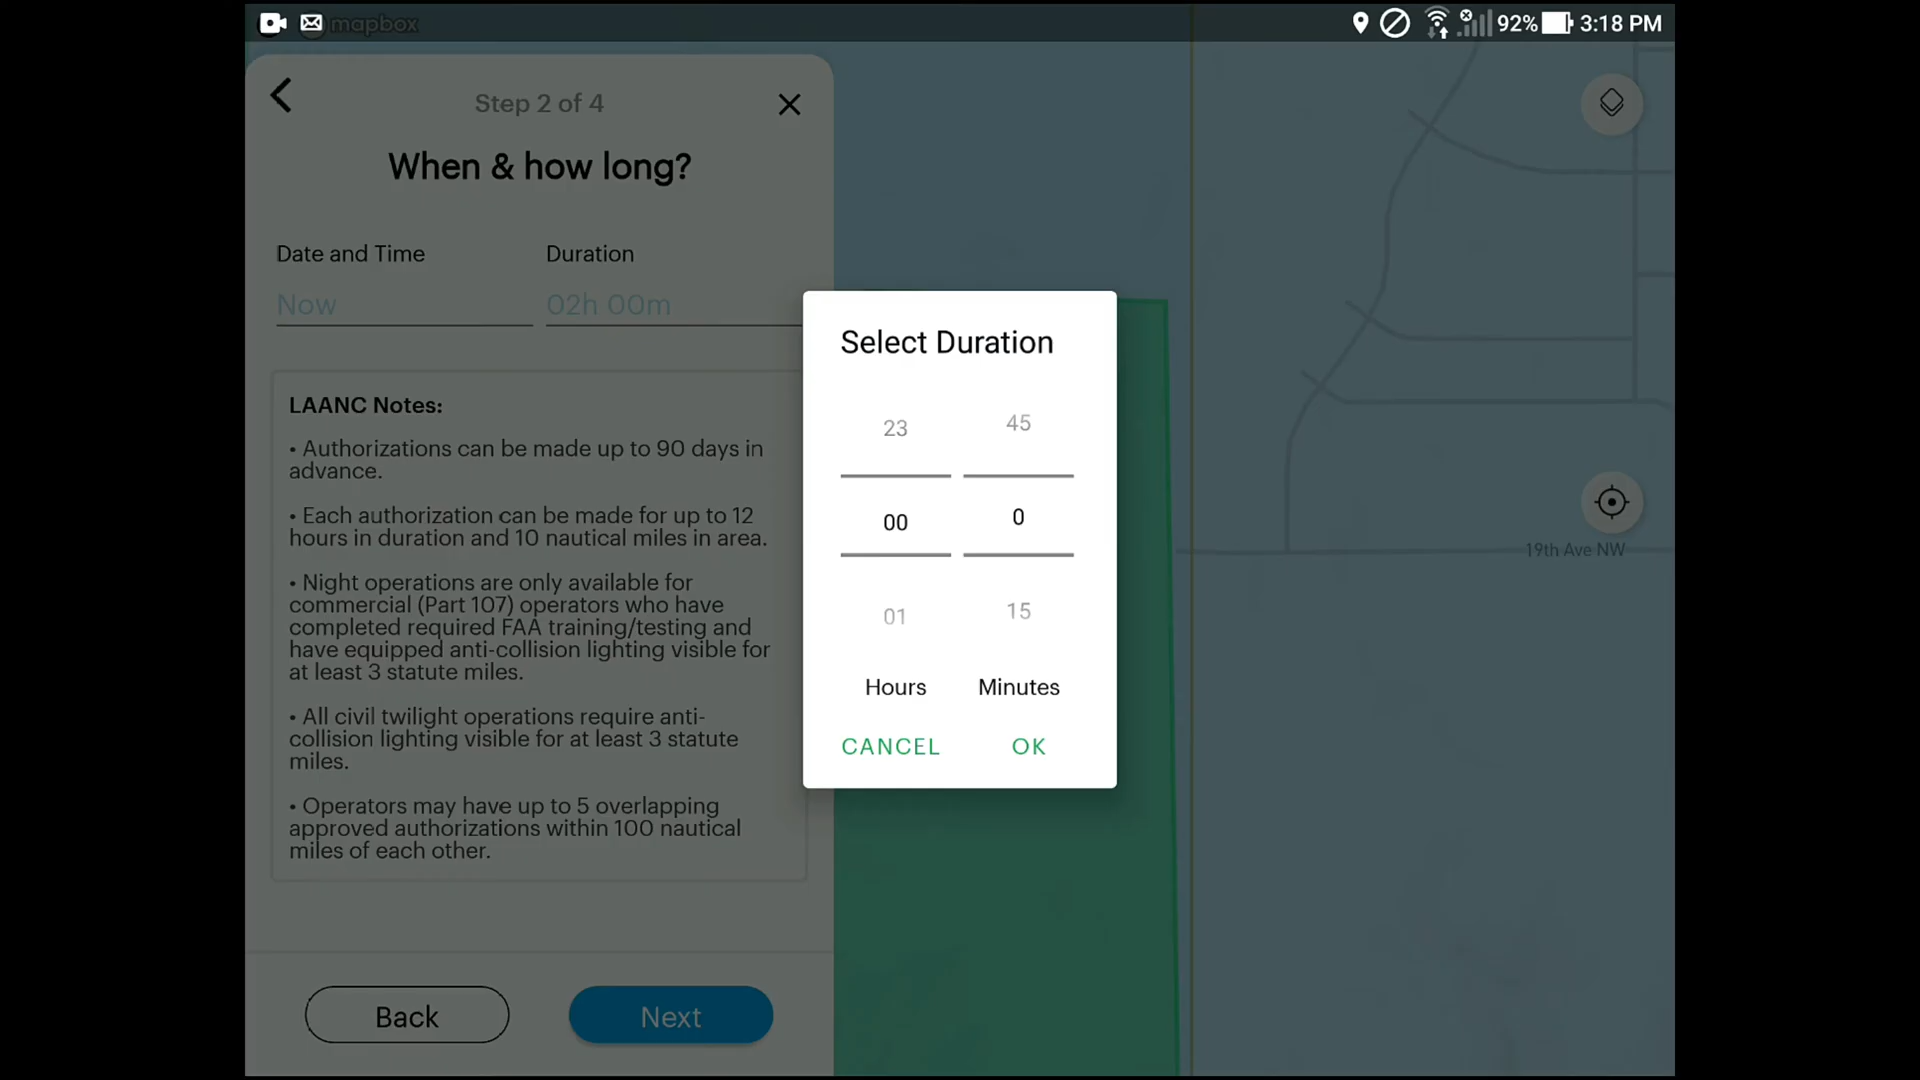 mapbox
92% 3:18 PM
Step 2 of 4
When & how long?
Date and Time
Duration
Now
02h 00m
LAANC Notes:
• Authorizations can be made up to 90 days in
advance.
• Each authorization can be made for up to 12
hours in duration and 10 nautical miles in area.
• Night operations are only available for
commercial (Part 107) operators who have
completed required FAA training/testing and
have equipped anti-collision lighting visible for
at least 3 statute miles.
• All civil twilight operations require anti-
collision lighting visible for at least 3 statute
miles.
• Operators may have up to 5 overlapping
approved authorizations within 100 nautical
miles of each other.
Back
Next
Select Duration
23 45
00 0
01 15
Hours Minutes
CANCEL OK
19th Ave NW